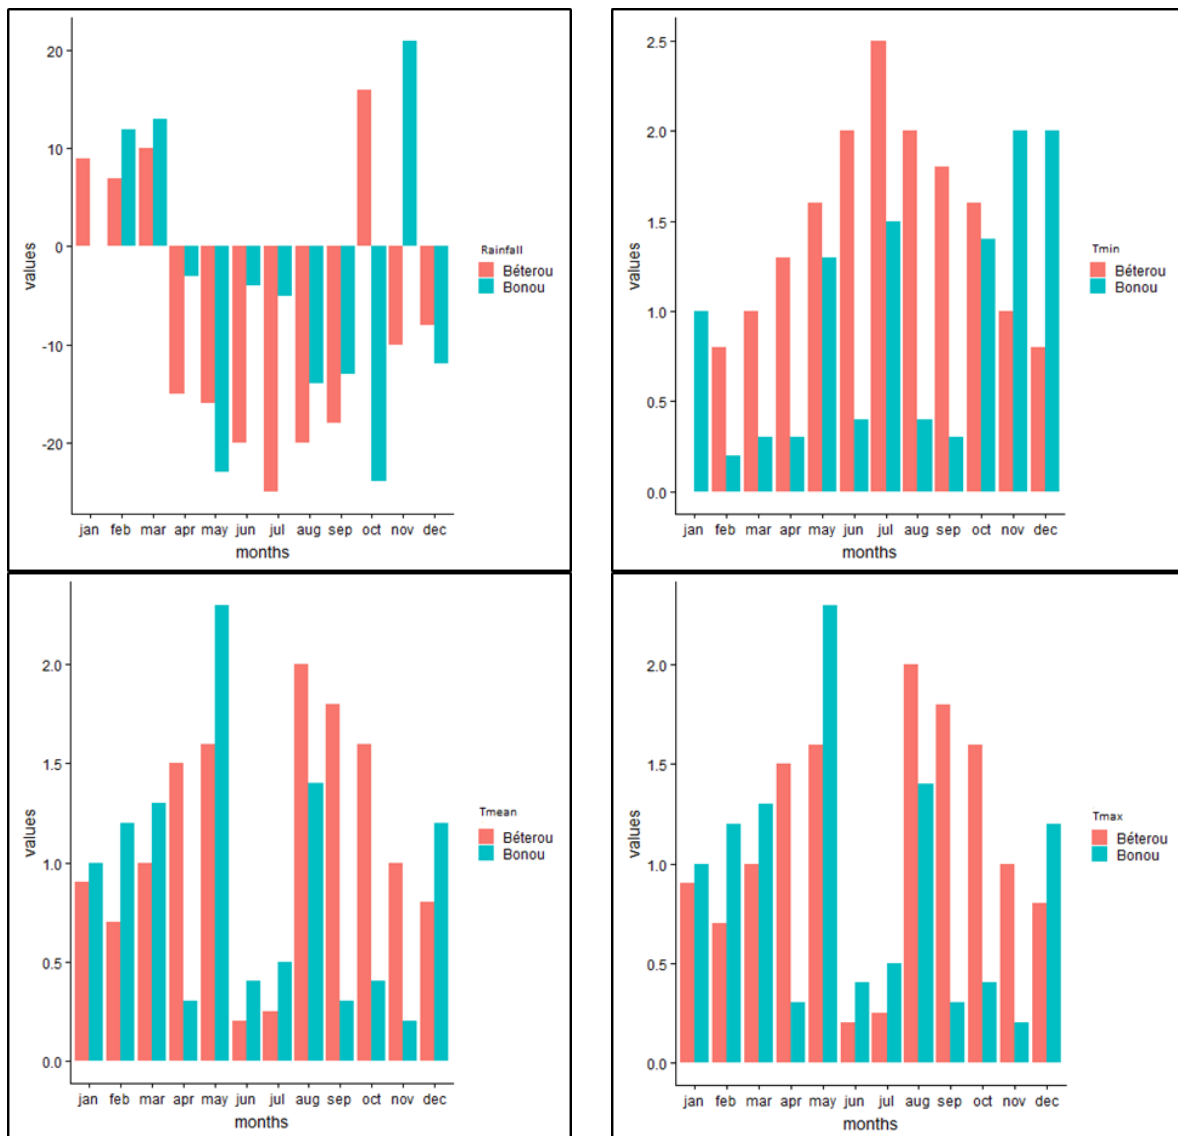 20
10
0
-10
-20
values
jan feb mar apr may jun jul aug sep oct nov dec
months
Rainfall
Béterou
Bonou
2.5
2.0
1.5
1.0
0.5
0.0
values
jan feb mar apr may jun jul aug sep oct nov dec
months
Tmin
Béterou
Bonou
2.0
1.5
1.0
0.5
0.0
values
jan feb mar apr may jun jul aug sep oct nov dec
months
Tmean
Béterou
Bonou
2.0
1.5
1.0
0.5
0.0
values
jan feb mar apr may jun jul aug sep oct nov dec
months
Tmax
Béterou
Bonou